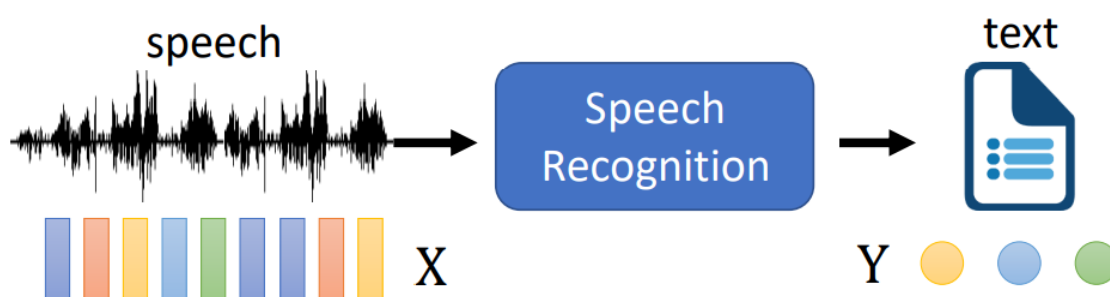 speech
text
Speech
Recognition
X
Y